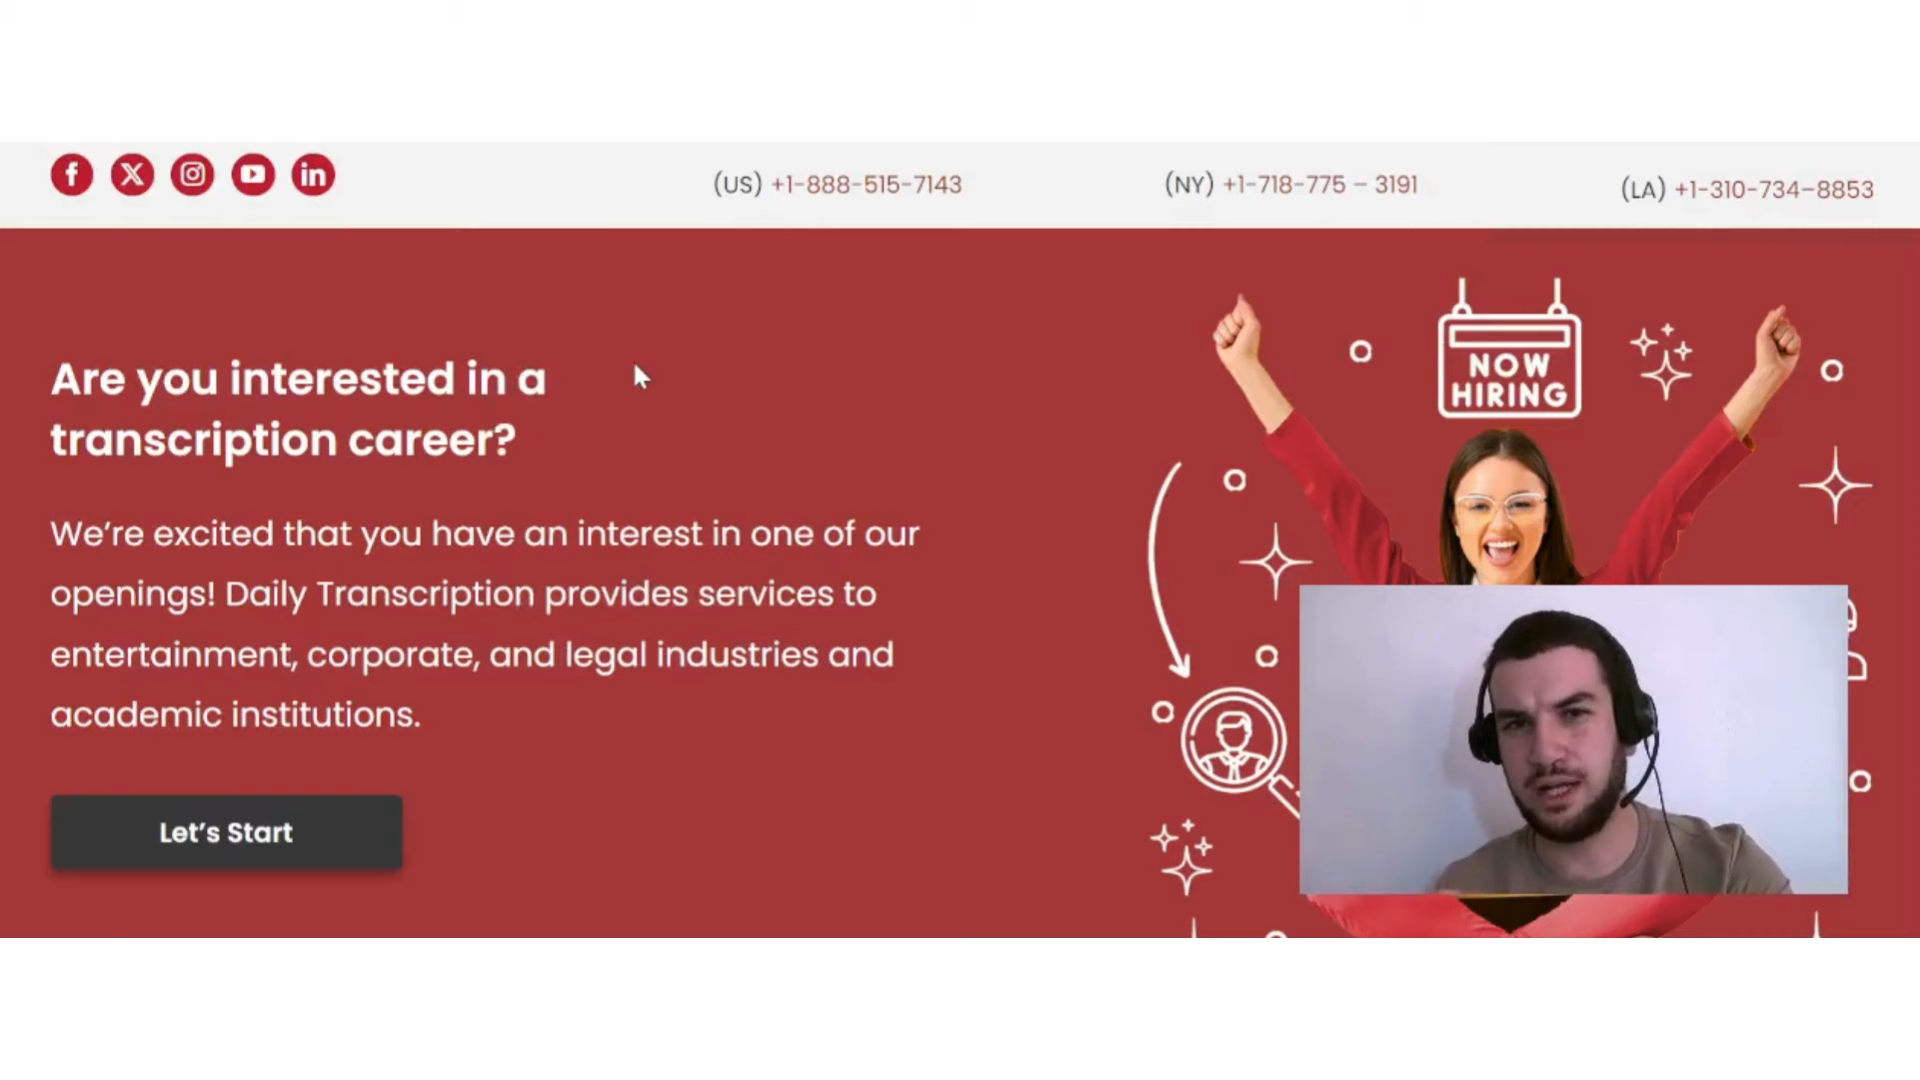 (US) +1-888-515-7143
(NY) +1-718-775 – 3191
(LA) +1-310-734–8853
NOW
HIRING
Are you interested in a
transcription career?
We’re excited that you have an interest in one of our
openings! Daily Transcription provides services to
entertainment, corporate, and legal industries and
academic institutions.
Let’s Start